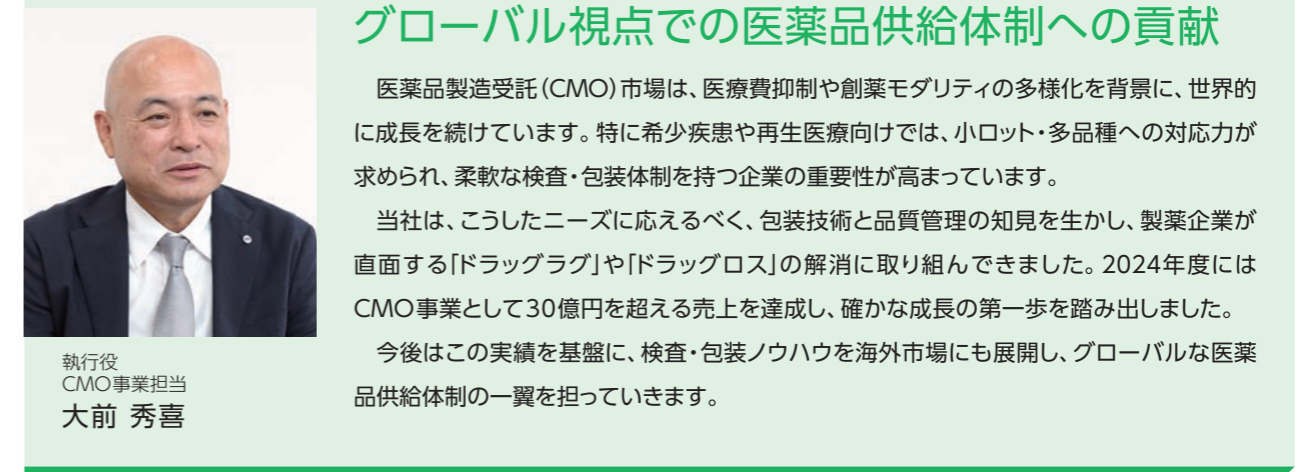 グローバル視点での医薬品供給体制への貢献
医薬品製造受託（CMO）市場は、医療費抑制や創薬モダリティの多様化を背景に、世界的
に成長を続けています。特に希少疾患や再生医療向けでは、小ロット・多品種への対応力が
求められ、柔軟な検査・包装体制を持つ企業の重要性が高まっています。
当社は、こうしたニーズに応えるべく、包装技術と品質管理の知見を生かし、製薬企業が
直面する「ドラッグラグ」や「ドラッグロス」の解消に取り組んできました。2024年度には
CMO事業として30億円を超える売上を達成し、確かな成長の第一歩を踏み出しました。
今後はこの実績を基盤に、検査・包装ノウハウを海外市場にも展開し、グローバルな医薬
品供給体制の一翼を担っていきます。
執行役
CMO事業担当
大前 秀喜